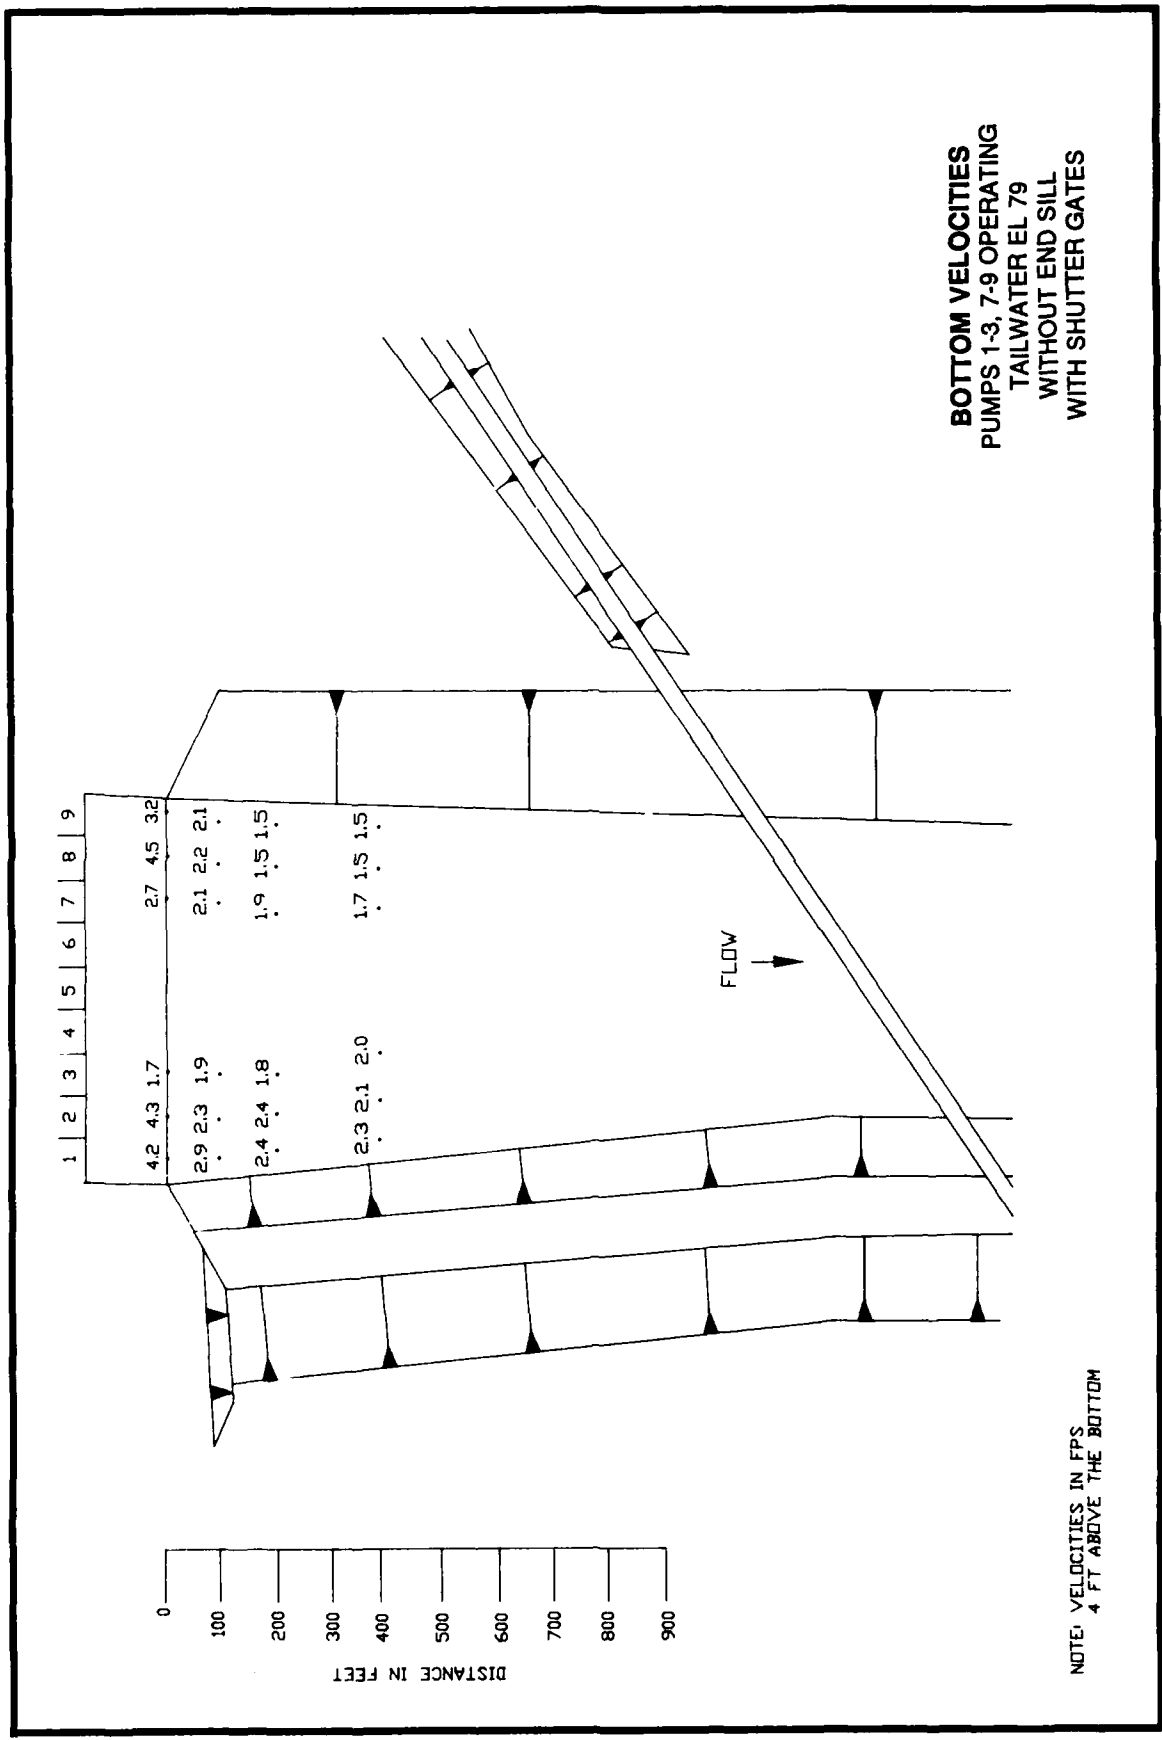 1 2 3 4 5 6 7 8 9
4.2 4.3 1.7 2.7 4.5 3.2
2.9 2.3 1.9 2.1 2.2 2.1
2.4 2.4 1.8 1.9 1.5 1.5
2.3 2.1 2.0 1.7 1.5 1.5
FLOW
0
100
200
300
400
500
600
700
800
900
DISTANCE IN FEET
BOTTOM VELOCITIES
PUMPS 1-3, 7-9 OPERATING
TAILWATER EL 79
WITHOUT END SILL
WITH SHUTTER GATES
NOTE: VELOCITIES IN FPS
4 FT ABOVE THE BOTTOM